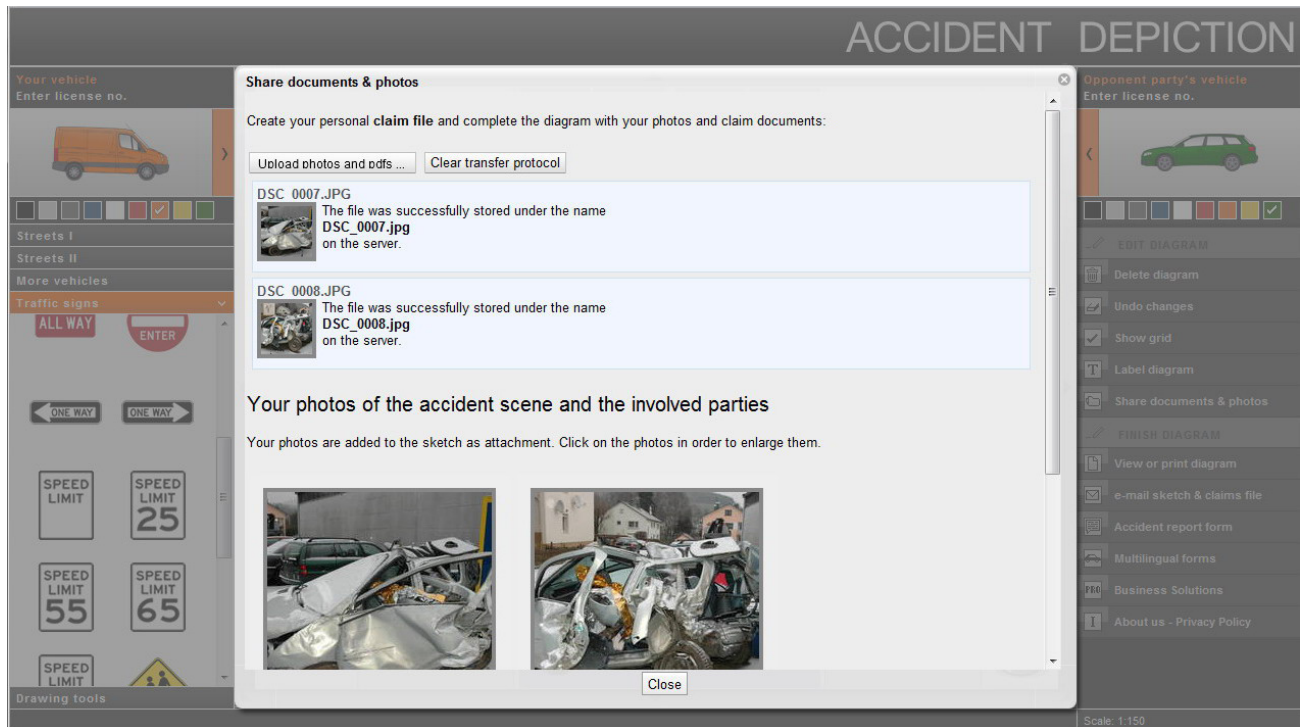 ACCIDENT DEPICTION
Your vehicle
Enter license no.
Streets I
Streets II
More vehicles
Traffic signs
ALL WAY
ENTER
ONE WAY
ONE WAY
SPEED
LIMIT
SPEED
LIMIT
25
SPEED
LIMIT
55
SPEED
LIMIT
65
SPEED
LIMIT
Drawing tools
Share documents & photos
Create your personal claim file and complete the diagram with your photos and claim documents:
Upload photos and pdfs ...
Clear transfer protocol
DSC_0007.JPG
The file was successfully stored under the name
DSC_0007.jpg
on the server.
DSC_0008.JPG
The file was successfully stored under the name
DSC_0008.jpg
on the server.
Your photos of the accident scene and the involved parties
Your photos are added to the sketch as attachment. Click on the photos in order to enlarge them.
Close
Opponent party's vehicle
Enter license no.
EDIT DIAGRAM
Delete diagram
Undo changes
Show grid
T Label diagram
Share documents & photos
FINISH DIAGRAM
View or print diagram
e-mail sketch & claims file
Accident report form
Multilingual forms
PRO Business Solutions
I About us - Privacy Policy
Scale: 1:150